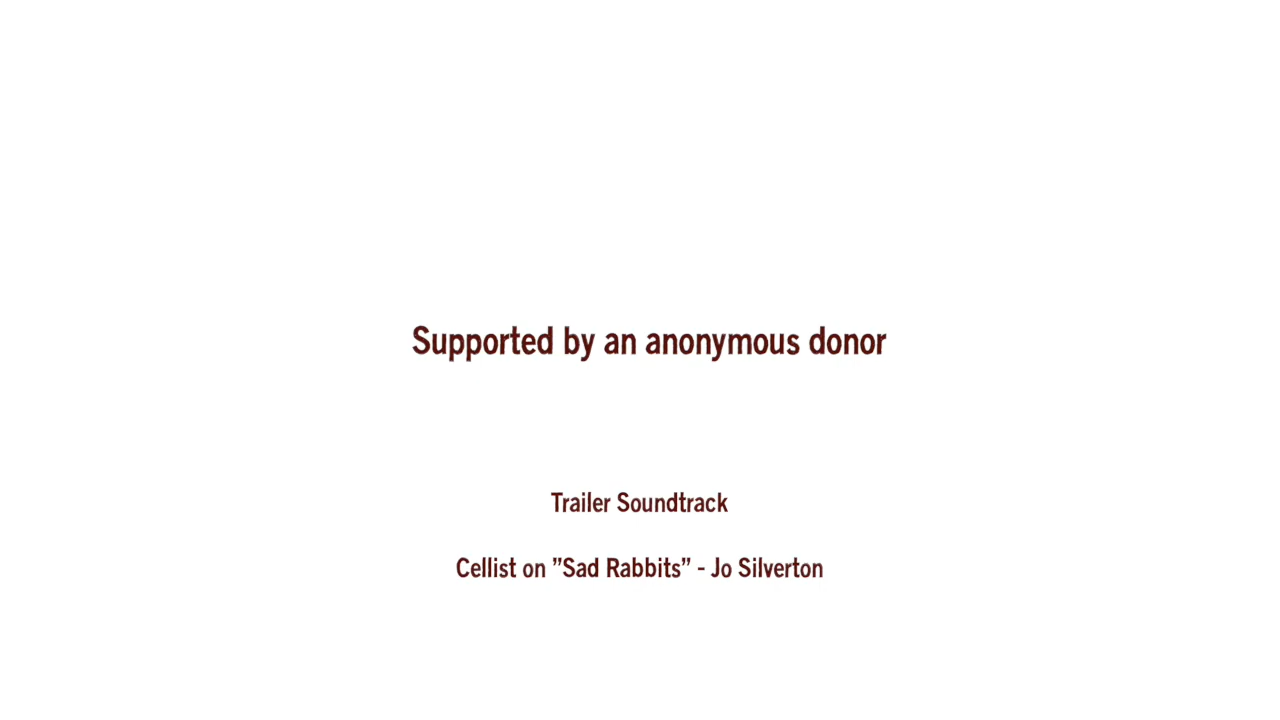 Supported by an anonymous donor
Trailer Soundtrack
Cellist on ”Sad Rabbits” - Jo Silverton